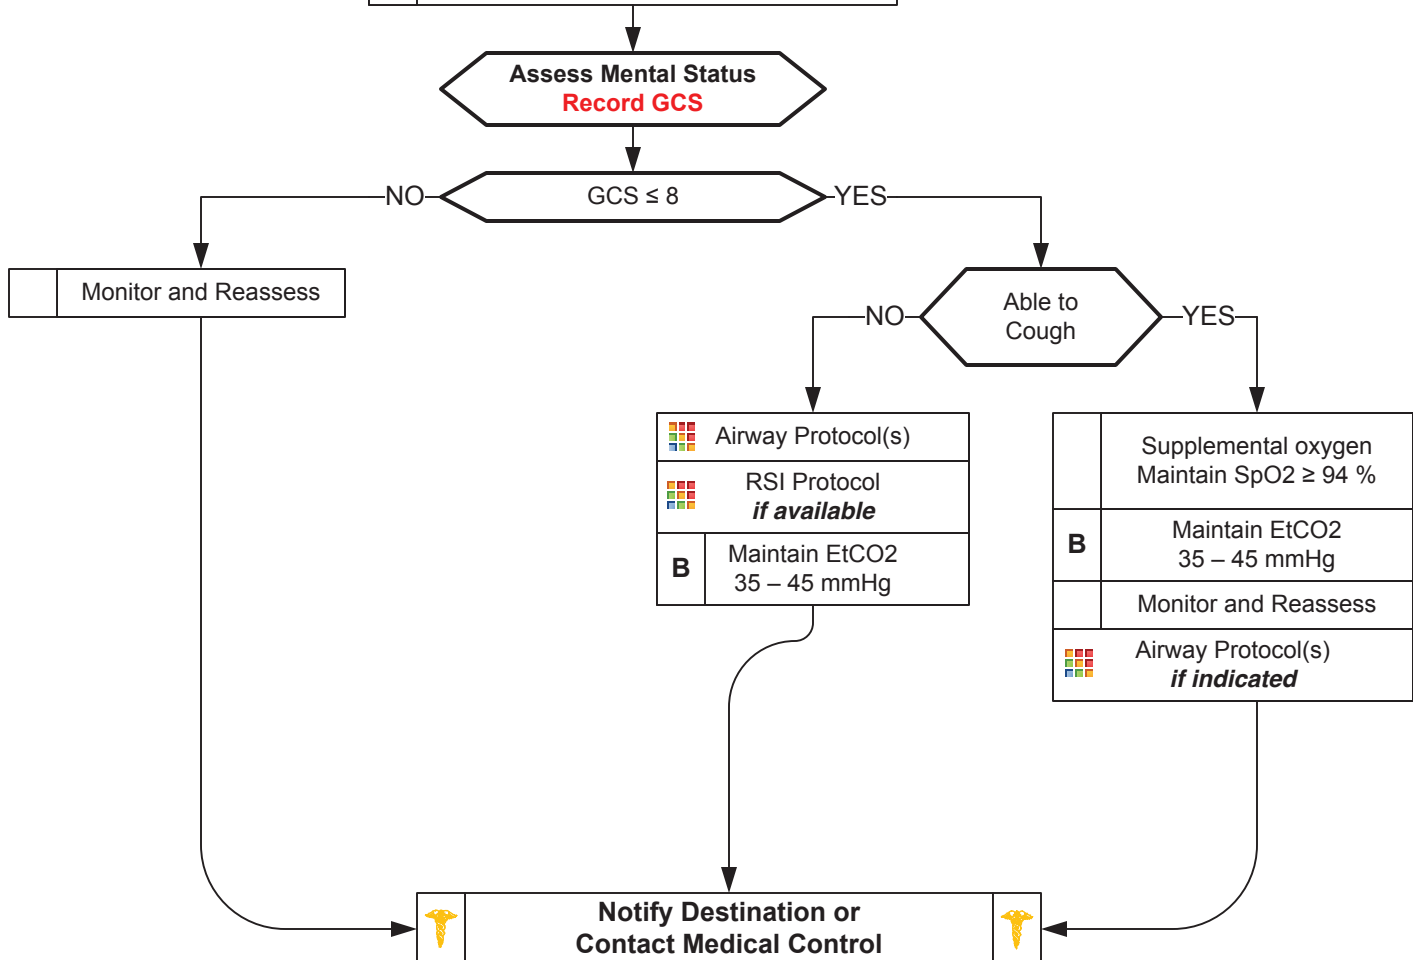 Assess Mental Status
Record GCS
NO
GCS ≤ 8
YES
Monitor and Reassess
Able to
Cough
NO
YES
Airway Protocol(s)
RSI Protocol
if available
B
Maintain EtCO2
35 – 45 mmHg
Supplemental oxygen
Maintain SpO2 ≥ 94 %
B
Maintain EtCO2
35 – 45 mmHg
Monitor and Reassess
Airway Protocol(s)
if indicated
Notify Destination or
Contact Medical Control